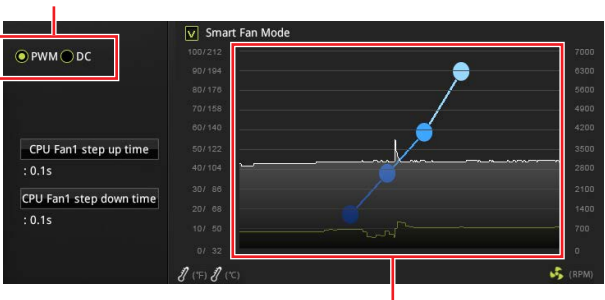 Smart Fan Mode
PWM DC
100/212 7000
90/194 6300
80/176 5600
70/158 4900
60/140 4200
50/122 3500
40/104 2800
30/ 86 2100
20/ 68 1400
10/ 50 700
0/ 32 0
CPU Fan1 step up time
: 0.1s
CPU Fan1 step down time
: 0.1s
(°F) (°C) (RPM)